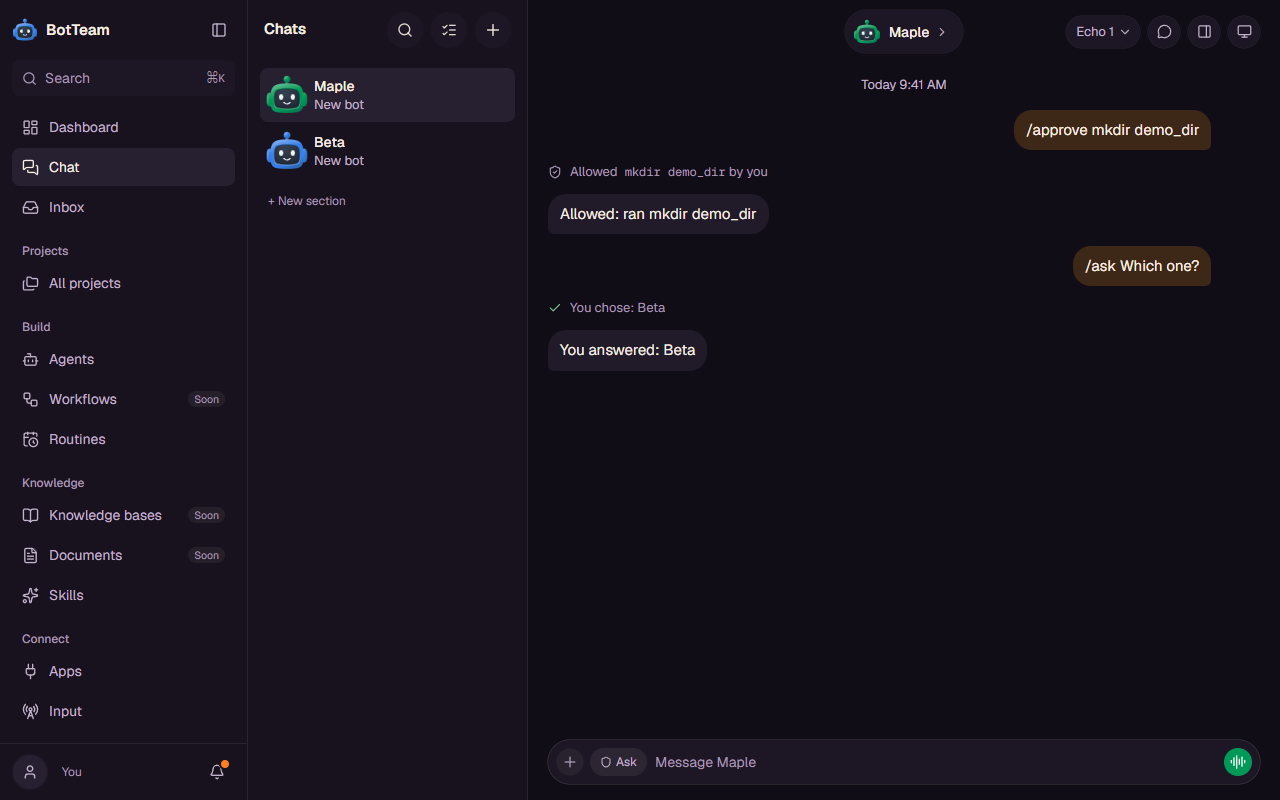 BotTeam
Search
⌘K
Dashboard
Chat
Inbox
Projects
All projects
Build
Agents
Workflows Soon
Routines
Knowledge
Knowledge bases Soon
Documents Soon
Skills
Connect
Apps
Input
You
Chats
Maple
New bot
Beta
New bot
+ New section
Maple
Echo 1
Today 9:41 AM
/approve mkdir demo_dir
Allowed mkdir demo_dir by you
Allowed: ran mkdir demo_dir
/ask Which one?
You chose: Beta
You answered: Beta
Ask
Message Maple